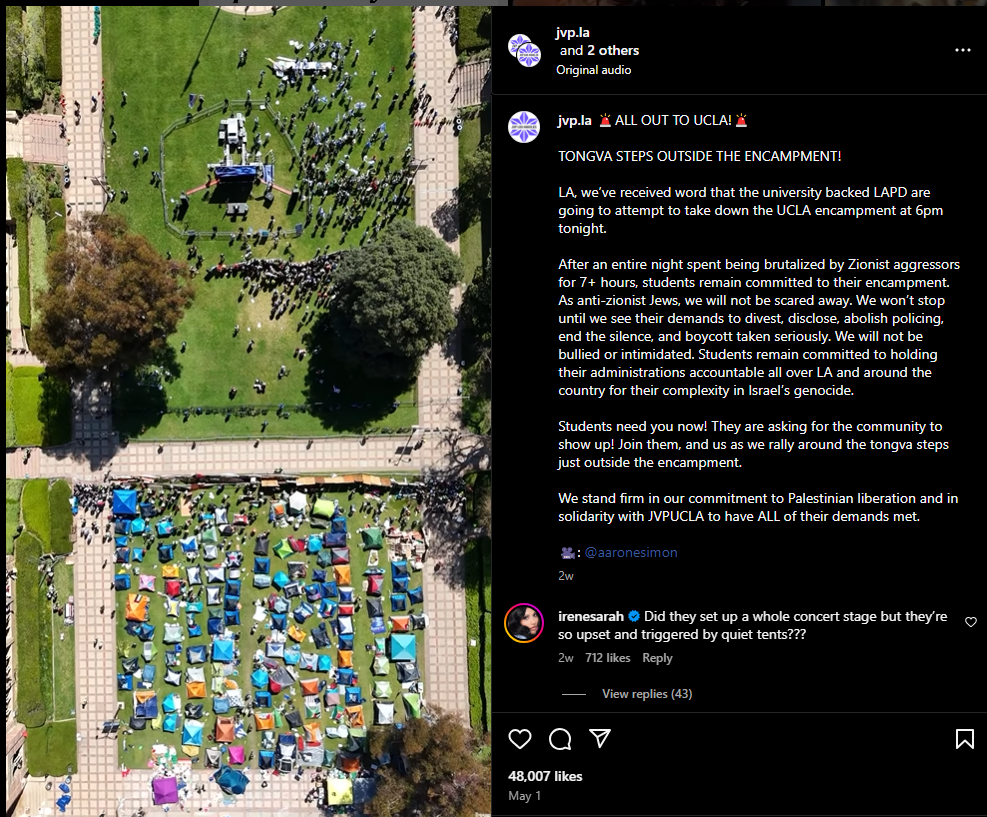 jvp.la
and 2 others
Original audio
jvp.la 🚨 ALL OUT TO UCLA! 🚨
TONGVA STEPS OUTSIDE THE ENCAMPMENT!
LA, we've received word that the university backed LAPD are
going to attempt to take down the UCLA encampment at 6pm
tonight.
After an entire night spent being brutalized by Zionist aggressors
for 7+ hours, students remain committed to their encampment.
As anti-zionist Jews, we will not be scared away. We won't stop
until we see their demands to divest, disclose, abolish policing,
end the silence, and boycott taken seriously. We will not be
bullied or intimidated. Students remain committed to holding
their administrations accountable all over LA and around the
country for their complexity in Israel's genocide.
Students need you now! They are asking for the community to
show up! Join them, and us as we rally around the tongva steps
just outside the encampment.
We stand firm in our commitment to Palestinian liberation and in
solidarity with JVPUCLA to have ALL of their demands met.
🎥: @aaronesimon
2w
irenesarah Did they set up a whole concert stage but they're
so upset and triggered by quiet tents???
2w 712 likes Reply
View replies (43)
48,007 likes
May 1